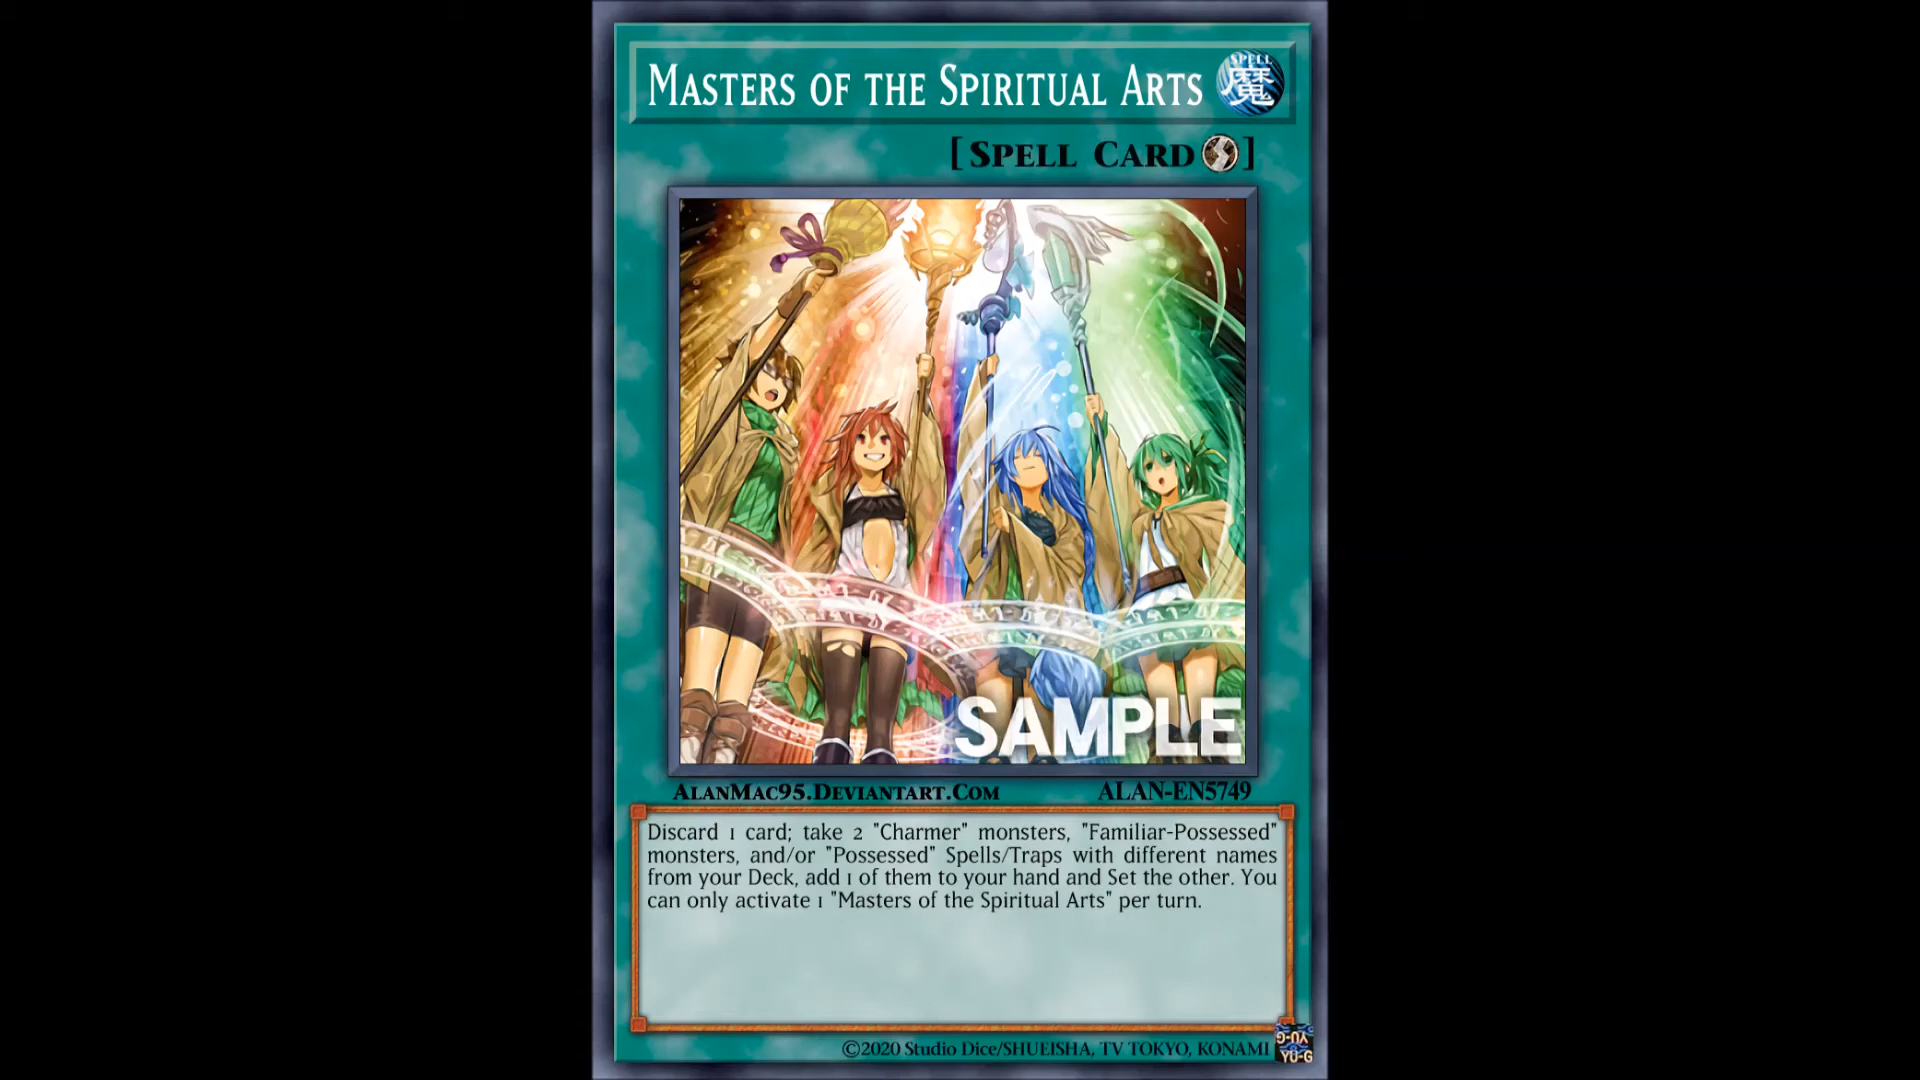 Masters of the Spiritual Arts
SPELL
魔
[Spell Card]
SAMPLE
AlanMac95.Deviantart.Com
ALAN-EN5749
Discard 1 card; take 2 "Charmer" monsters, "Familiar-Possessed"
monsters, and/or "Possessed" Spells/Traps with different names
from your Deck, add 1 of them to your hand and Set the other. You
can only activate 1 "Masters of the Spiritual Arts" per turn.
©2020 Studio Dice/SHUEISHA, TV TOKYO, KONAMI